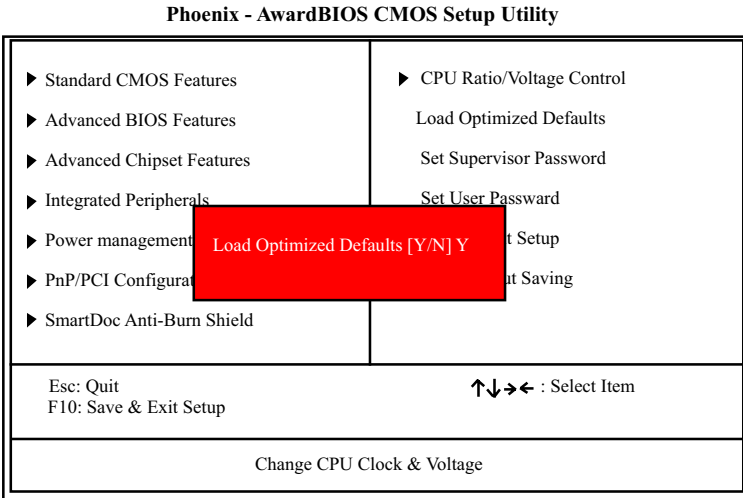 Phoenix - AwardBIOS CMOS Setup Utility
Standard CMOS Features
Advanced BIOS Features
Advanced Chipset Features
Integrated Peripherals
Power management
PnP/PCI
SmartDoc Anti-Burn Shield
CPU Ratio/Voltage Control
Load Optimized Defaults
Set Supervisor Password
Set User Passward
Setup
Saving
Load Optimized Defaults [Y/N] Y
Esc: Quit
F10: Save & Exit Setup
↑↓→← : Select Item
Change CPU Clock & Voltage